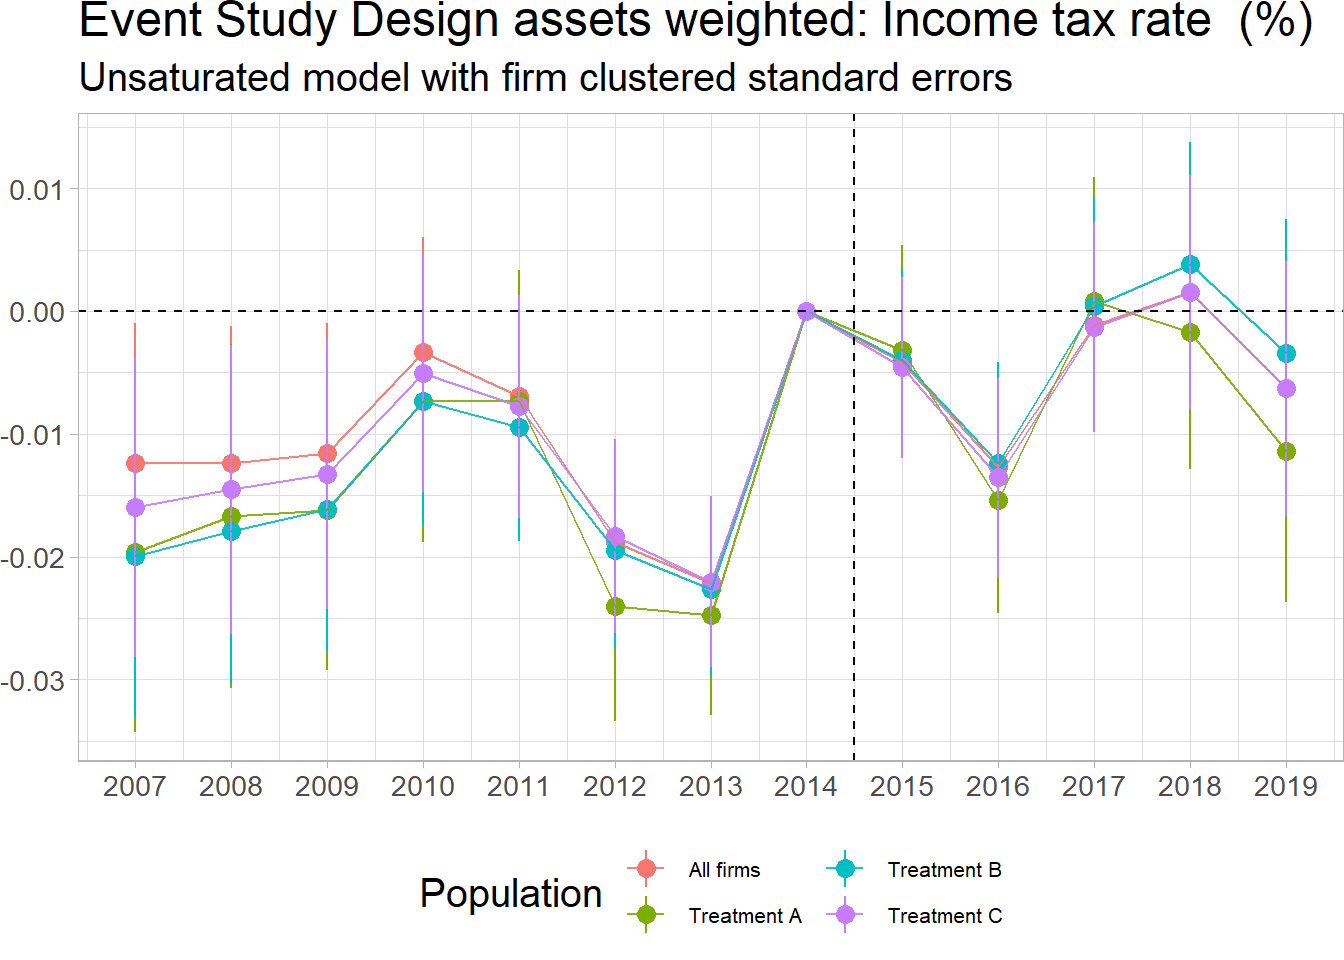 Event Study Design assets weighted: Income tax rate  (%)
Unsaturated model with firm clustered standard errors
0.01
0.00
-0.01
-0.02
-0.03
2007 2008 2009 2010 2011 2012 2013 2014 2015 2016 2017 2018 2019
Population
All firms
Treatment A
Treatment B
Treatment C